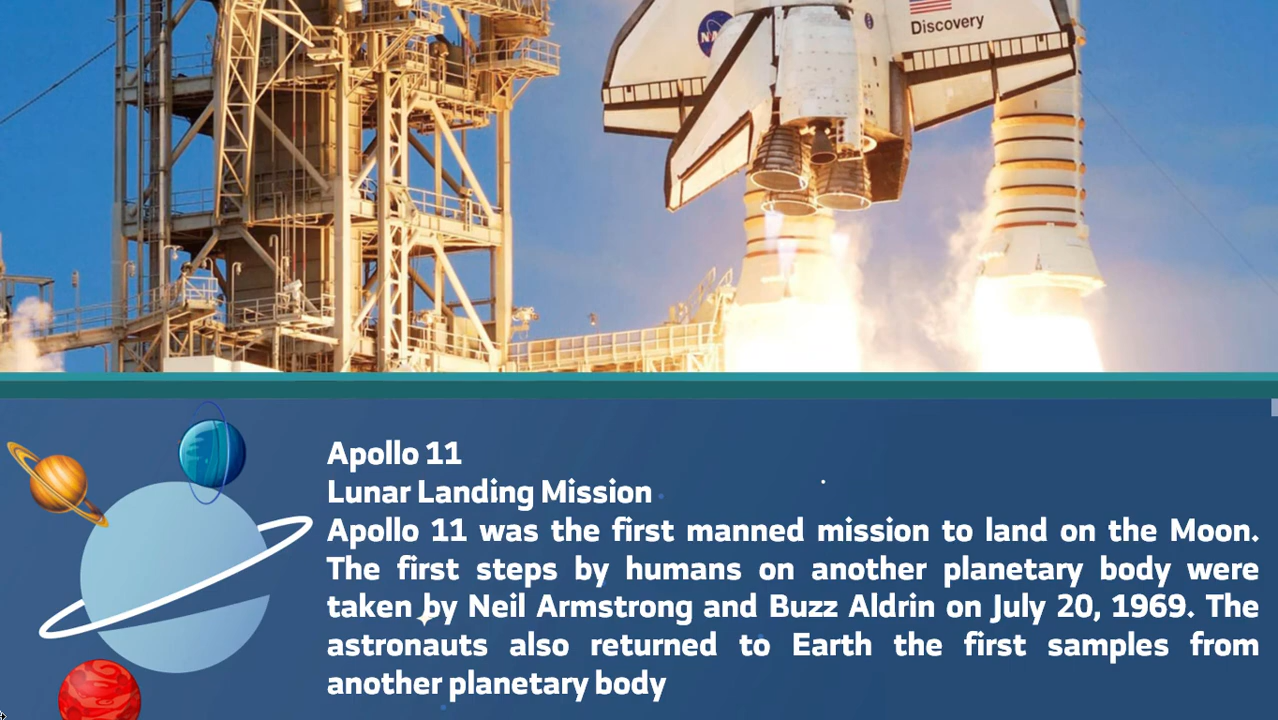 NASA
Discovery
Apollo 11
Lunar Landing Mission
Apollo 11 was the first manned mission to land on the Moon.
The first steps by humans on another planetary body were
taken by Neil Armstrong and Buzz Aldrin on July 20, 1969. The
astronauts also returned to Earth the first samples from
another planetary body